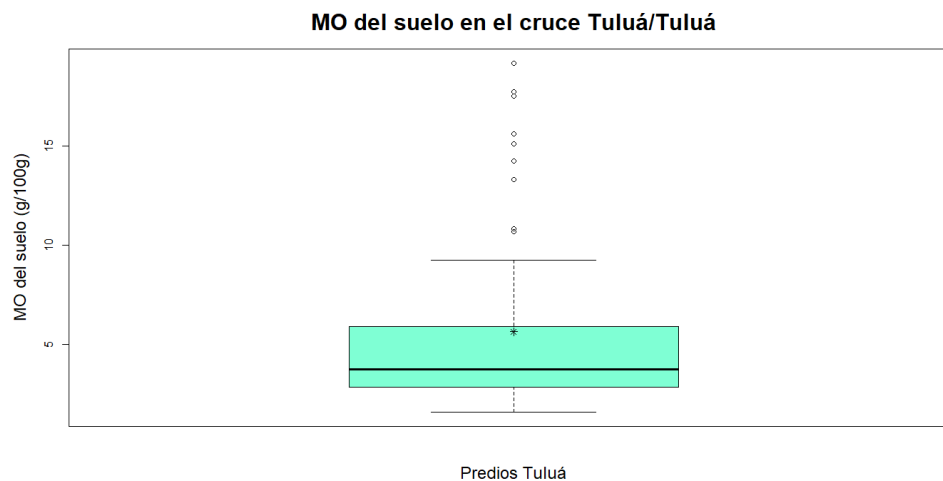 MO del suelo en el cruce Tuluá/Tuluá
MO del suelo (g/100g)
15
10
5
Predios Tuluá